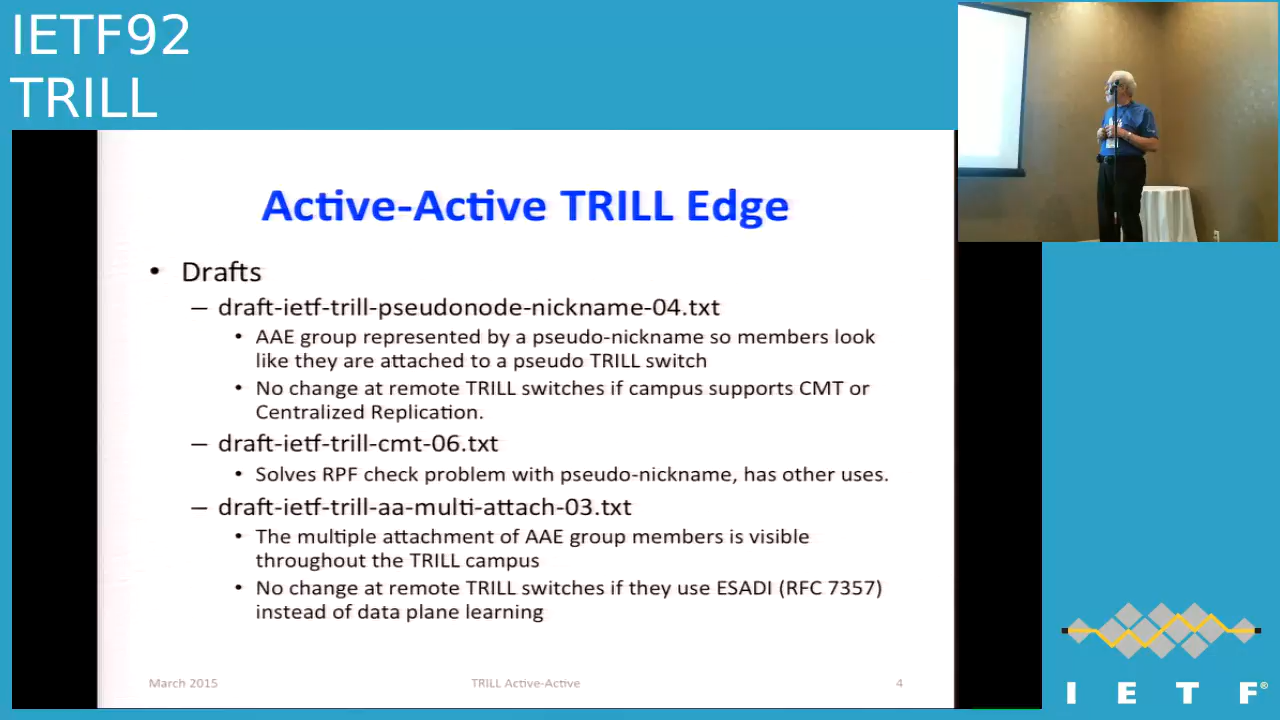 IETF92
TRILL
Active-Active TRILL Edge
• Drafts
– draft-ietf-trill-pseudonode-nickname-04.txt
• AAE group represented by a pseudo-nickname so members look
like they are attached to a pseudo TRILL switch
• No change at remote TRILL switches if campus supports CMT or
Centralized Replication.
– draft-ietf-trill-cmt-06.txt
• Solves RPF check problem with pseudo-nickname, has other uses.
– draft-ietf-trill-aa-multi-attach-03.txt
• The multiple attachment of AAE group members is visible
throughout the TRILL campus
• No change at remote TRILL switches if they use ESADI (RFC 7357)
instead of data plane learning
March 2015
TRILL Active-Active
4
I E T F®